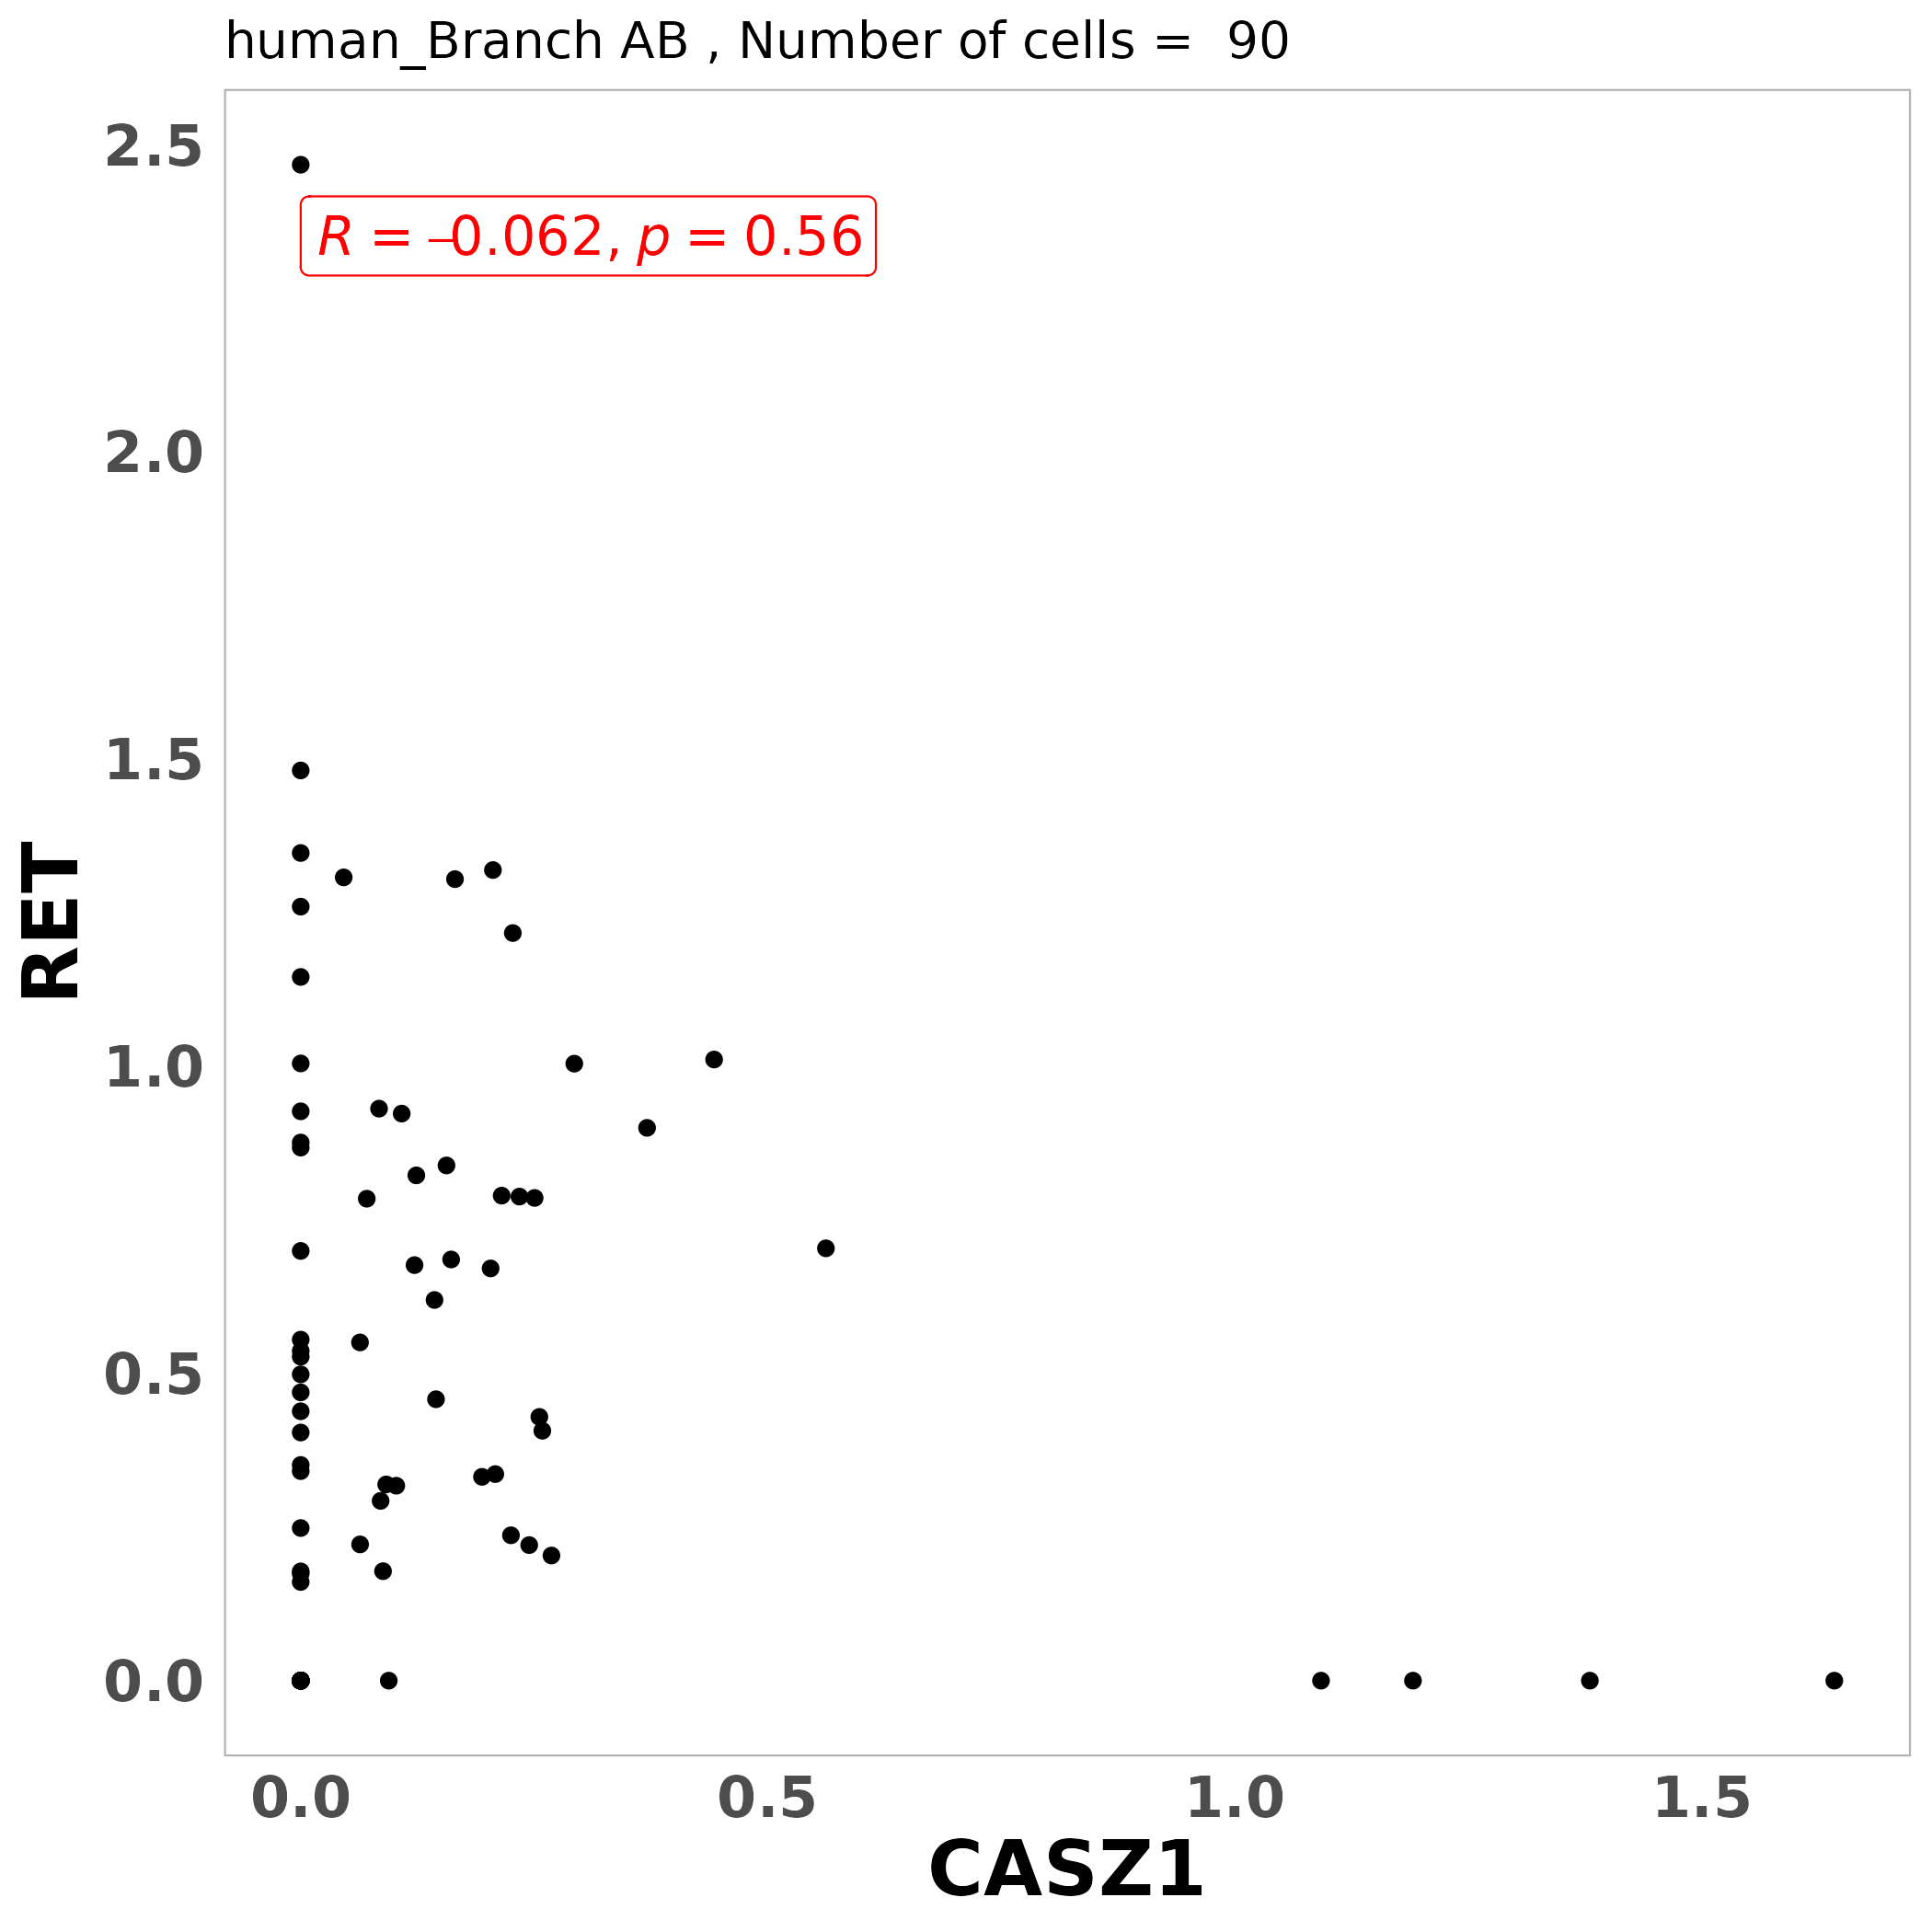 human_Branch AB , Number of cells =  90
2.5
R = –0.062, p = 0.56
2.0
1.5
RET
1.0
0.5
0.0
0.0 0.5 1.0 1.5
CASZ1